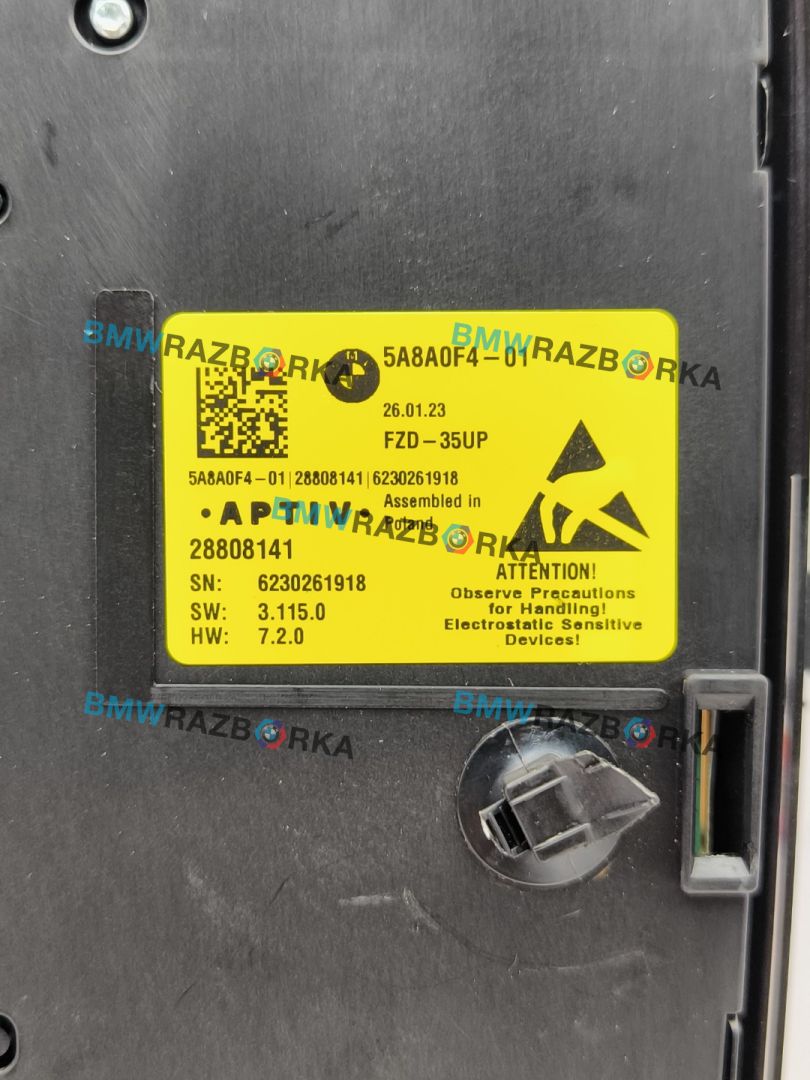 BMWRAZBORKA
BMWRAZBORKA
5A8A0F4-01
26.01.23
FZD-35UP
5A8A0F4-01|28808141|6230261918
• APTIV •
Assembled in
Poland
BMWRAZBORKA
28808141
SN: 6230261918
SW: 3.115.0
HW: 7.2.0
ATTENTION!
Observe Precautions
for Handling!
Electrostatic Sensitive
Devices!
BMWRAZBORKA
BMWRAZBORKA